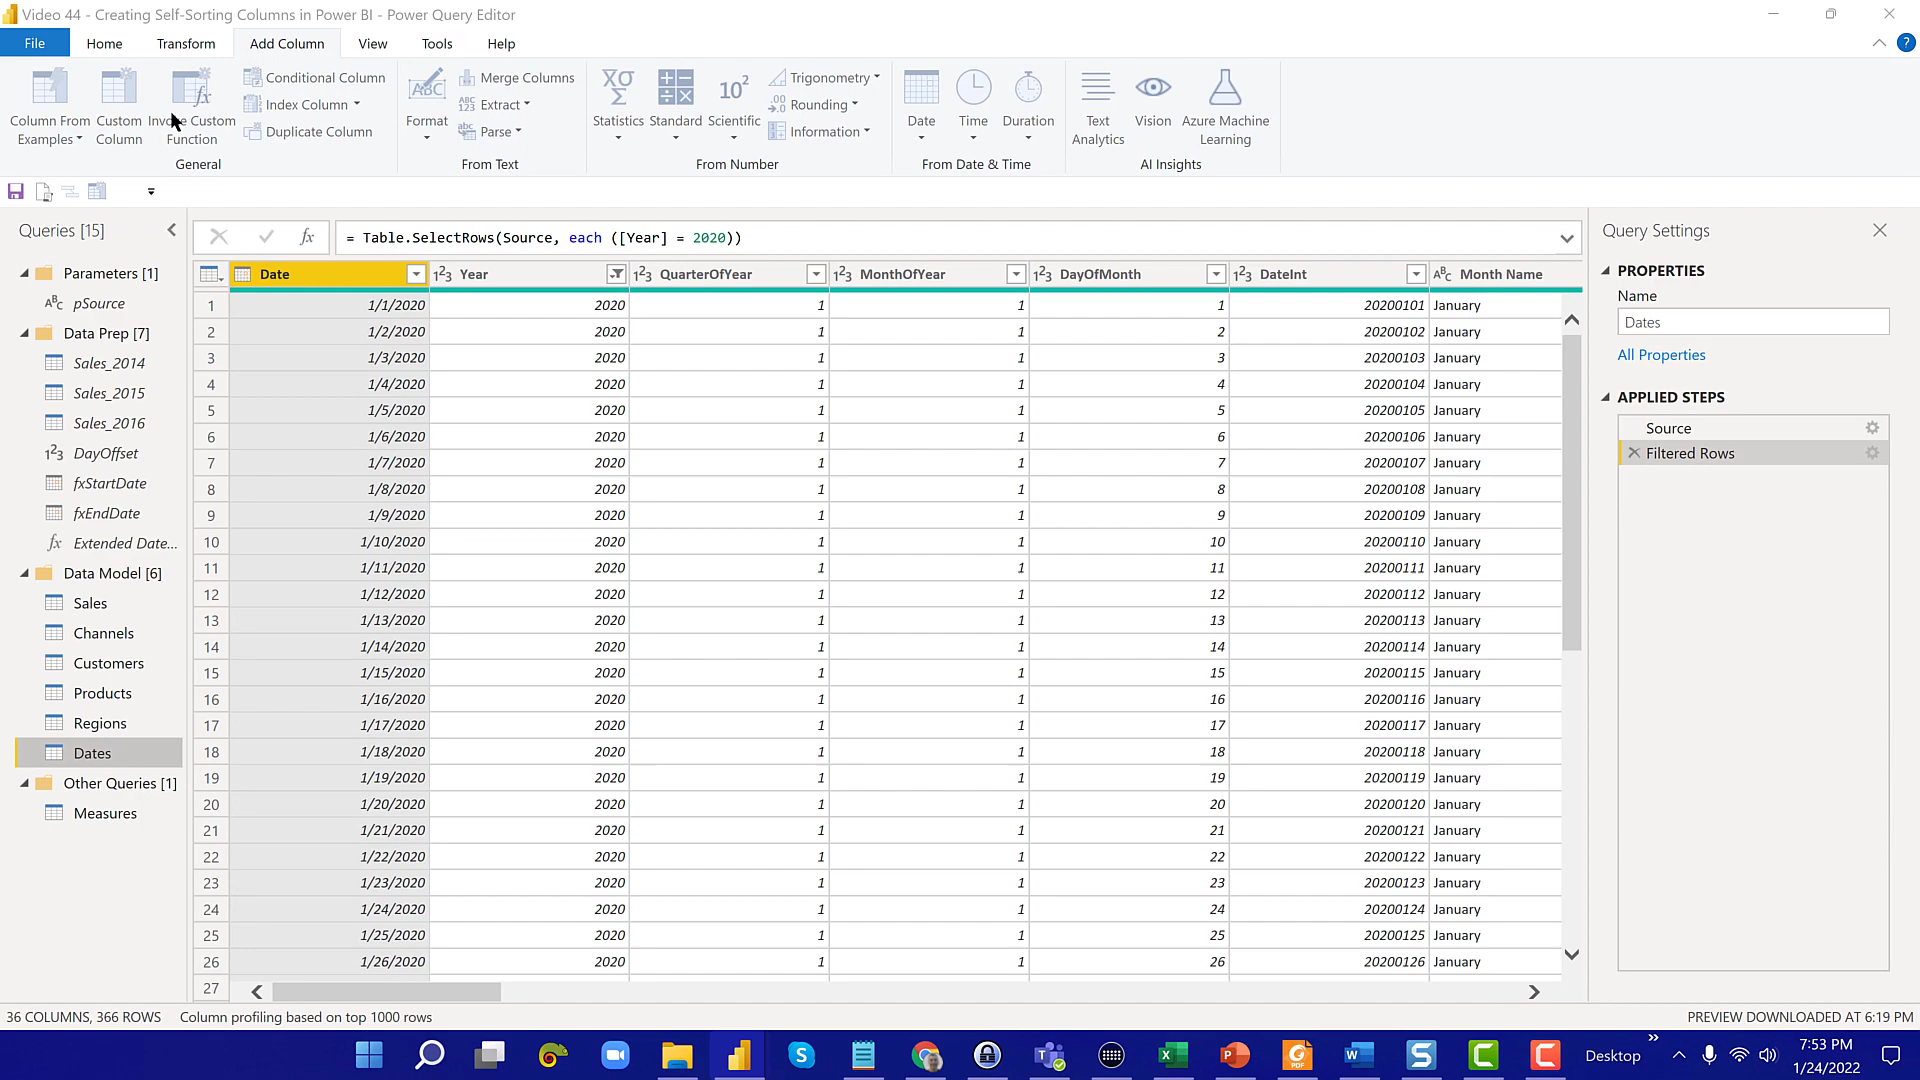 Video 44 - Creating Self-Sorting Columns in Power BI - Power Query Editor
File Home Transform Add Column View Tools Help
Column From Examples
Custom Column
Invoke Custom Function
Conditional Column
Index Column
Duplicate Column
General
Format
Merge Columns
Extract
Parse
From Text
Statistics
Standard
Scientific
Trigonometry
Rounding
Information
From Number
Date
Time
Duration
From Date & Time
Text Analytics
Vision
Azure Machine Learning
AI Insights
Queries [15]
Parameters [1]
pSource
Data Prep [7]
Sales_2014
Sales_2015
Sales_2016
DayOffset
fxStartDate
fxEndDate
Extended Date...
Data Model [6]
Sales
Channels
Customers
Products
Regions
Dates
Other Queries [1]
Measures
= Table.SelectRows(Source, each ([Year] = 2020))
Date Year QuarterOfYear MonthOfYear DayOfMonth DateInt Month Name
1 1/1/2020 2020 1 1 1 20200101 January
2 1/2/2020 2020 1 1 2 20200102 January
3 1/3/2020 2020 1 1 3 20200103 January
4 1/4/2020 2020 1 1 4 20200104 January
5 1/5/2020 2020 1 1 5 20200105 January
6 1/6/2020 2020 1 1 6 20200106 January
7 1/7/2020 2020 1 1 7 20200107 January
8 1/8/2020 2020 1 1 8 20200108 January
9 1/9/2020 2020 1 1 9 20200109 January
10 1/10/2020 2020 1 1 10 20200110 January
11 1/11/2020 2020 1 1 11 20200111 January
12 1/12/2020 2020 1 1 12 20200112 January
13 1/13/2020 2020 1 1 13 20200113 January
14 1/14/2020 2020 1 1 14 20200114 January
15 1/15/2020 2020 1 1 15 20200115 January
16 1/16/2020 2020 1 1 16 20200116 January
17 1/17/2020 2020 1 1 17 20200117 January
18 1/18/2020 2020 1 1 18 20200118 January
19 1/19/2020 2020 1 1 19 20200119 January
20 1/20/2020 2020 1 1 20 20200120 January
21 1/21/2020 2020 1 1 21 20200121 January
22 1/22/2020 2020 1 1 22 20200122 January
23 1/23/2020 2020 1 1 23 20200123 January
24 1/24/2020 2020 1 1 24 20200124 January
25 1/25/2020 2020 1 1 25 20200125 January
26 1/26/2020 2020 1 1 26 20200126 January
27
Query Settings
PROPERTIES
Name
Dates
All Properties
APPLIED STEPS
Source
Filtered Rows
36 COLUMNS, 366 ROWS Column profiling based on top 1000 rows
PREVIEW DOWNLOADED AT 6:19 PM
Desktop
7:53 PM
1/24/2022